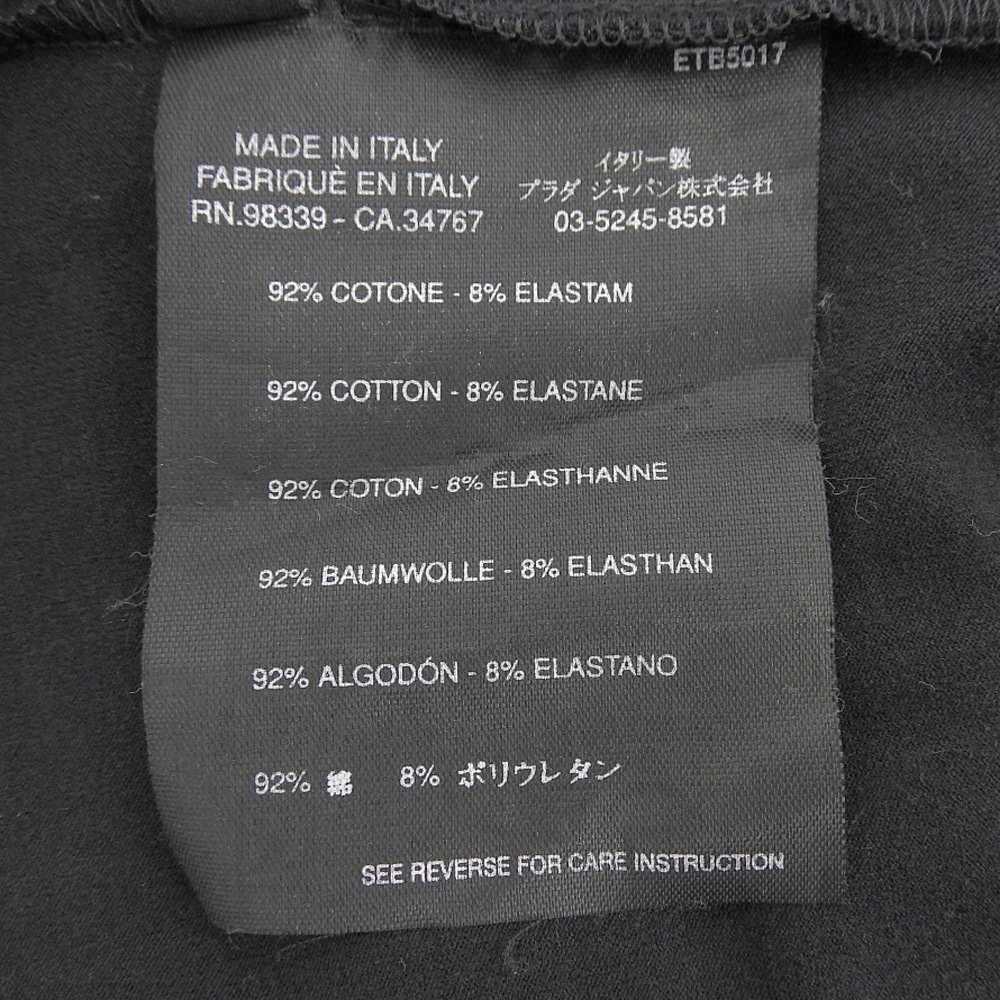 ETB5017
MADE IN ITALY
FABRIQUÈ EN ITALY
RN.98339 - CA.34767
イタリー製
プラダ ジャパン株式会社
03-5245-8581
92% COTONE - 8% ELASTAM
92% COTTON - 8% ELASTANE
92% COTON - 8% ELASTHANNE
92% BAUMWOLLE - 8% ELASTHAN
92% ALGODÓN - 8% ELASTANO
92% 綿 8% ポリウレタン
SEE REVERSE FOR CARE INSTRUCTION